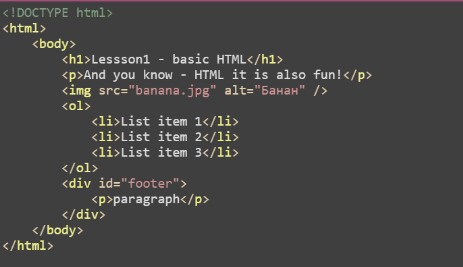 <!DOCTYPE html>
<html>
<body>
<h1>Lessson1 - basic HTML</h1>
<p>And you know - HTML it is also fun!</p>
<img src="banana.jpg" alt="Банан" />
<ol>
<li>List item 1</li>
<li>List item 2</li>
<li>List item 3</li>
</ol>
<div id="footer">
<p>paragraph</p>
</div>
</body>
</html>